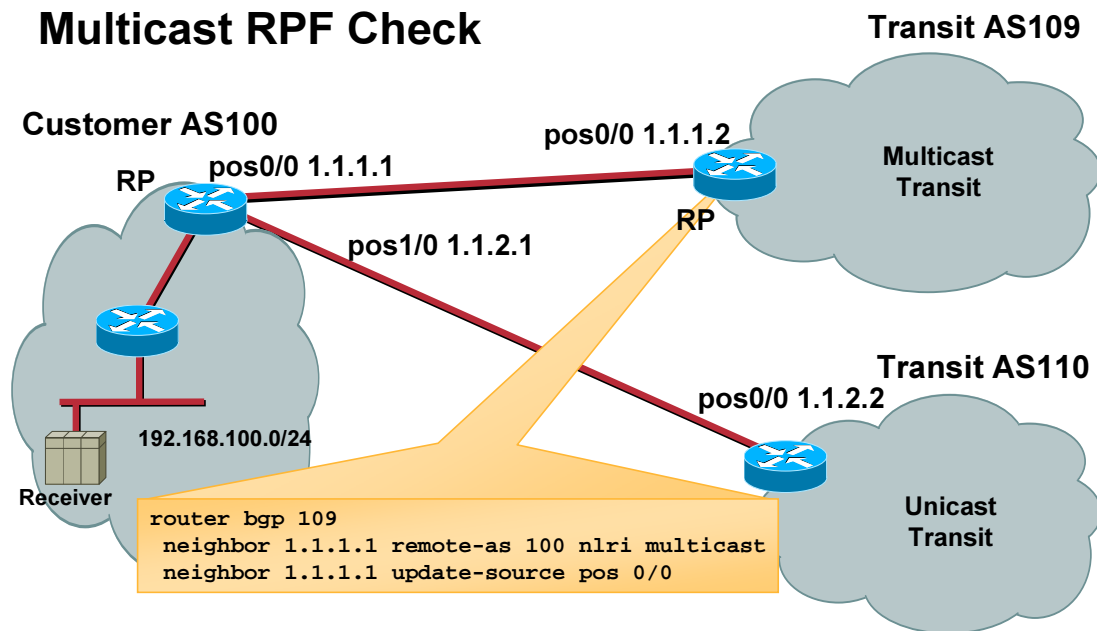 Multicast RPF Check
Transit AS109
Customer AS100
pos0/0 1.1.1.2
pos0/0 1.1.1.1
RP
Multicast
Transit
RP
pos1/0 1.1.2.1
Transit AS110
pos0/0 1.1.2.2
192.168.100.0/24
Receiver
Unicast
Transit
router bgp 109
neighbor 1.1.1.1 remote-as 100 nlri multicast
neighbor 1.1.1.1 update-source pos 0/0